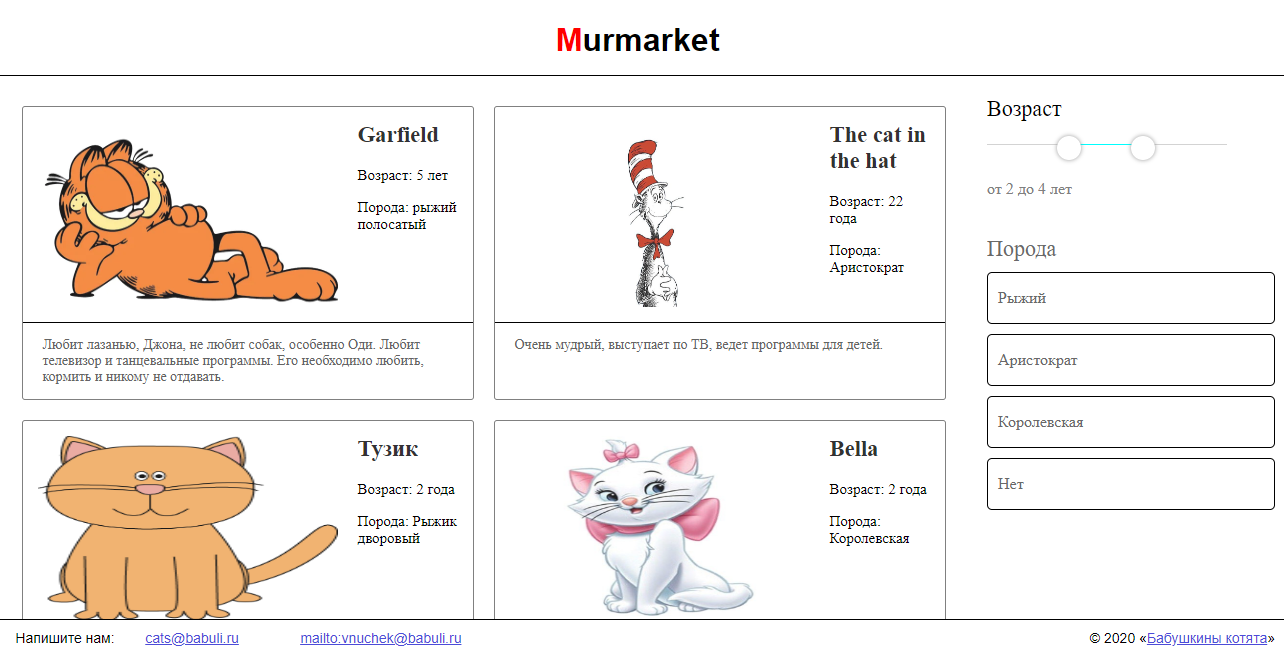 Murmarket
Garfield
Возраст: 5 лет
Порода: рыжий
полосатый
Любит лазанью, Джона, не любит собак, особенно Оди. Любит
телевизор и танцевальные программы. Его необходимо любить,
кормить и никому не отдавать.
The cat in
the hat
Возраст: 22
года
Порода:
Аристократ
Очень мудрый, выступает по ТВ, ведет программы для детей.
Тузик
Возраст: 2 года
Порода: Рыжик
дворовый
Bella
Возраст: 2 года
Порода:
Королевская
Возраст
от 2 до 4 лет
Порода
Рыжий
Аристократ
Королевская
Нет
Напишите нам: cats@babuli.ru mailto:vnuchek@babuli.ru © 2020 «Бабушкины котята»